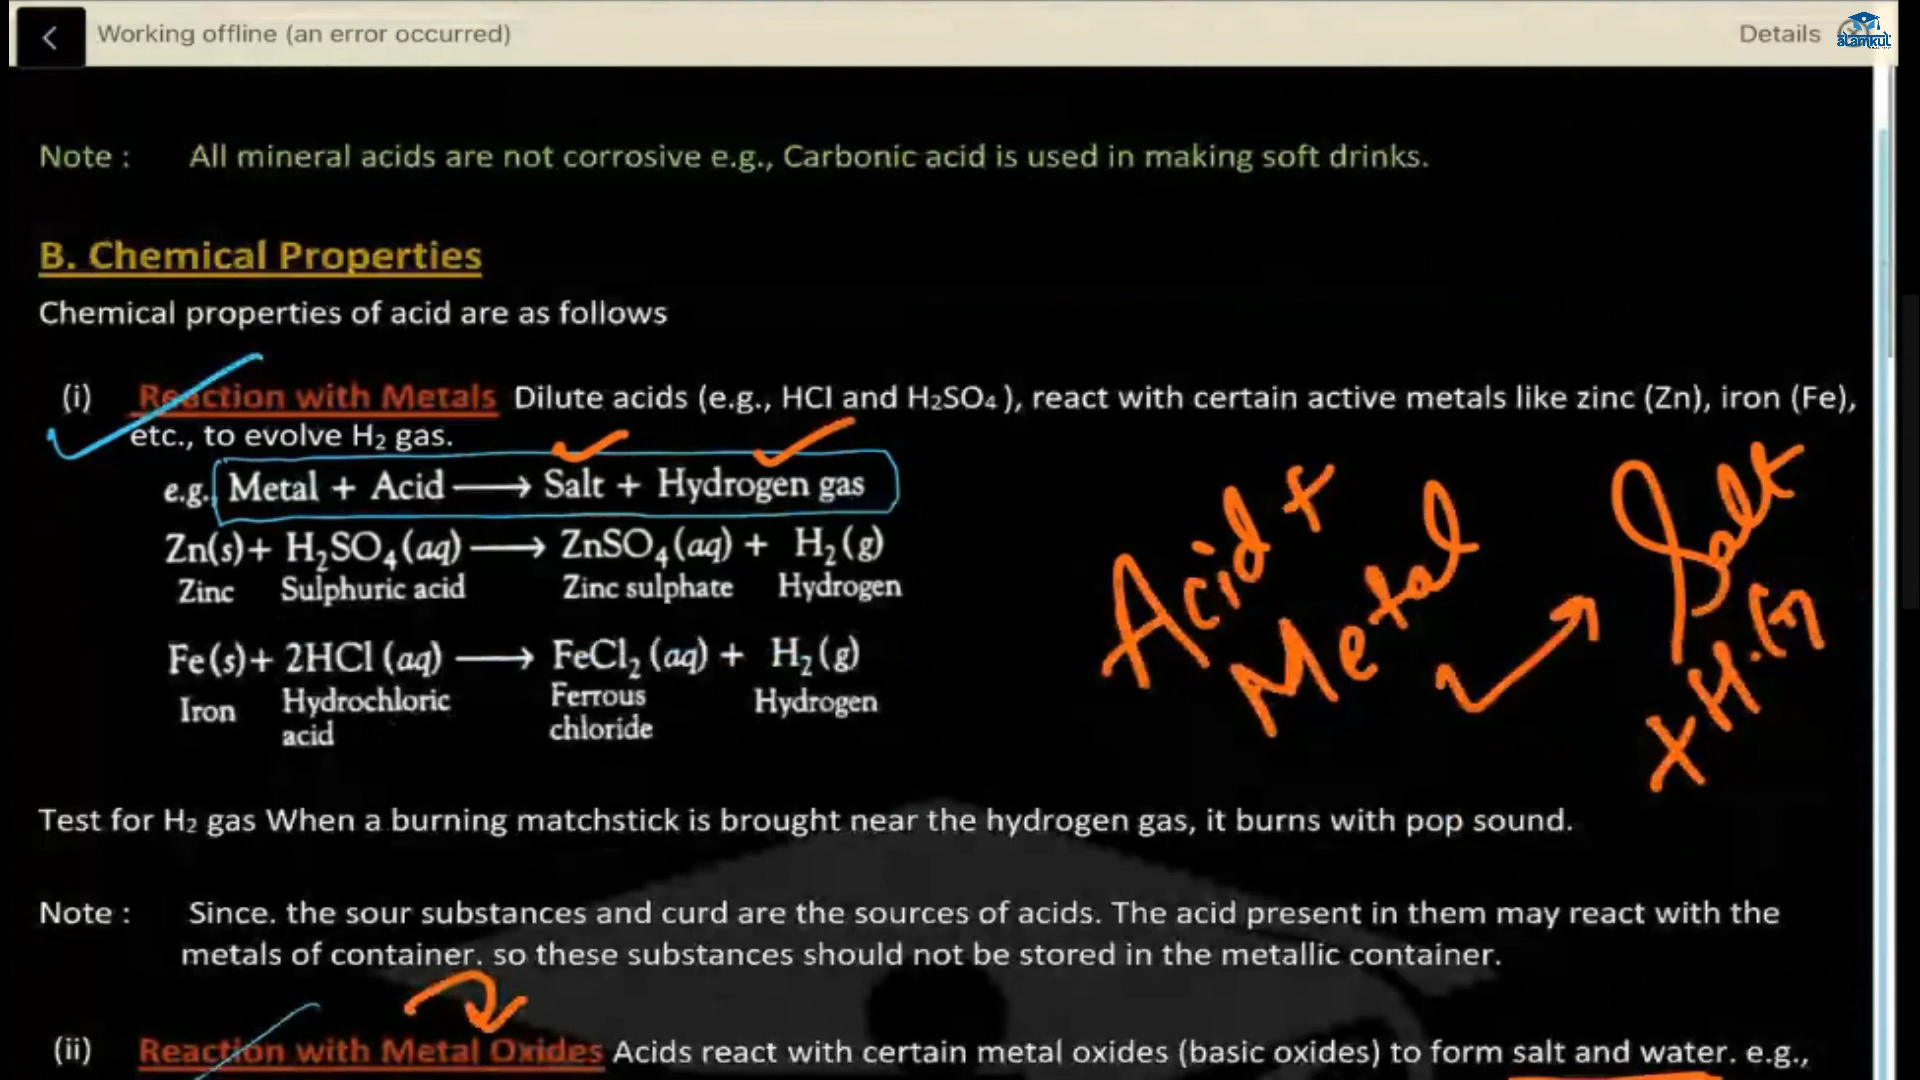 Working offline (an error occurred)
Details
alamkul
Note : All mineral acids are not corrosive e.g., Carbonic acid is used in making soft drinks.
B. Chemical Properties
Chemical properties of acid are as follows
(i) Reaction with Metals Dilute acids (e.g., HCl and H₂SO₄ ), react with certain active metals like zinc (Zn), iron (Fe),
etc., to evolve H₂ gas.
e.g. Metal + Acid ⟶ Salt + Hydrogen gas
Zn(s) + H₂SO₄(aq) ⟶ ZnSO₄(aq) + H₂(g)
Zinc Sulphuric acid Zinc sulphate Hydrogen
Fe(s) + 2HCl (aq) ⟶ FeCl₂ (aq) + H₂(g)
Iron Hydrochloric acid Ferrous chloride Hydrogen
Acid +
Metal
Salt
+ H.G
Test for H₂ gas When a burning matchstick is brought near the hydrogen gas, it burns with pop sound.
Note : Since. the sour substances and curd are the sources of acids. The acid present in them may react with the
metals of container. so these substances should not be stored in the metallic container.
(ii) Reaction with Metal Oxides Acids react with certain metal oxides (basic oxides) to form salt and water. e.g.,